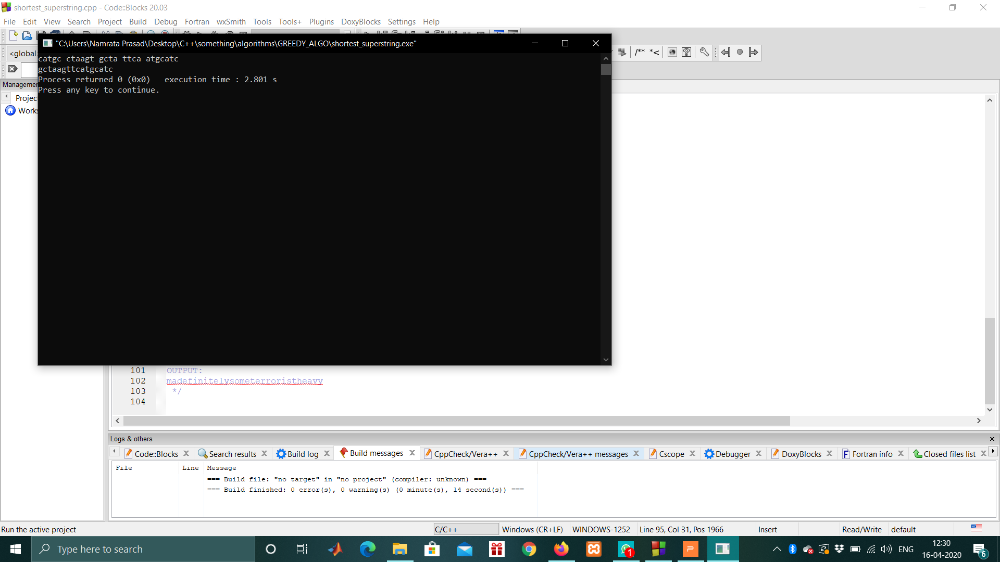 shortest_superstring.cpp - Code::Blocks 20.03
File Edit View Search Project Build Debug Fortran wxSmith Tools Tools+ Plugins DoxyBlocks Settings Help
"C:\Users\Namrata Prasad\Desktop\C++\something\algorithms\GREEDY_ALGO\shortest_superstring.exe"
<global
/** *<
catgc ctaagt gcta ttca atgcatc
gctaagttcatgcatc
Process returned 0 (0x0)   execution time : 2.801 s
Press any key to continue.
Managemen
Projec
Works
101 OUTPUT:
102 madefinitelysometerroristheavy
103 */
104
Logs & others
Code::Blocks Search results Build log Build messages CppCheck/Vera++ CppCheck/Vera++ messages Cscope Debugger DoxyBlocks Fortran info Closed files list
File Line Message
=== Build file: "no target" in "no project" (compiler: unknown) ===
=== Build finished: 0 error(s), 0 warning(s) (0 minute(s), 14 second(s)) ===
Run the active project C/C++ Windows (CR+LF) WINDOWS-1252 Line 95, Col 31, Pos 1966 Insert Read/Write default
Type here to search
1
ENG
12:30
16-04-2020
6